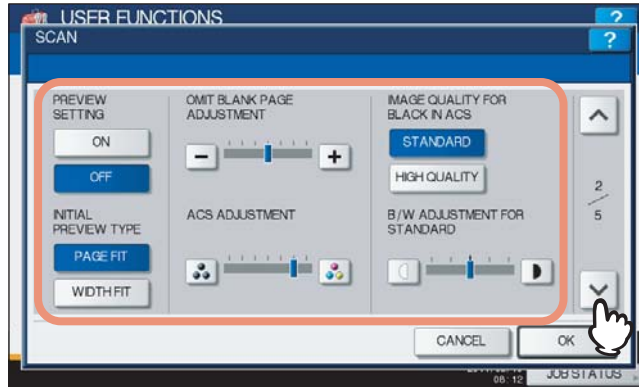 USER FUNCTIONS
?
SCAN
?
PREVIEW
SETTING
ON
OFF
INITIAL
PREVIEW TYPE
PAGE FIT
WIDTH FIT
OMIT BLANK PAGE
ADJUSTMENT
-
+
ACS ADJUSTMENT
IMAGE QUALITY FOR
BLACK IN ACS
STANDARD
HIGH QUALITY
B/W ADJUSTMENT FOR
STANDARD
2
5
CANCEL
OK
08:12
JOB STATUS